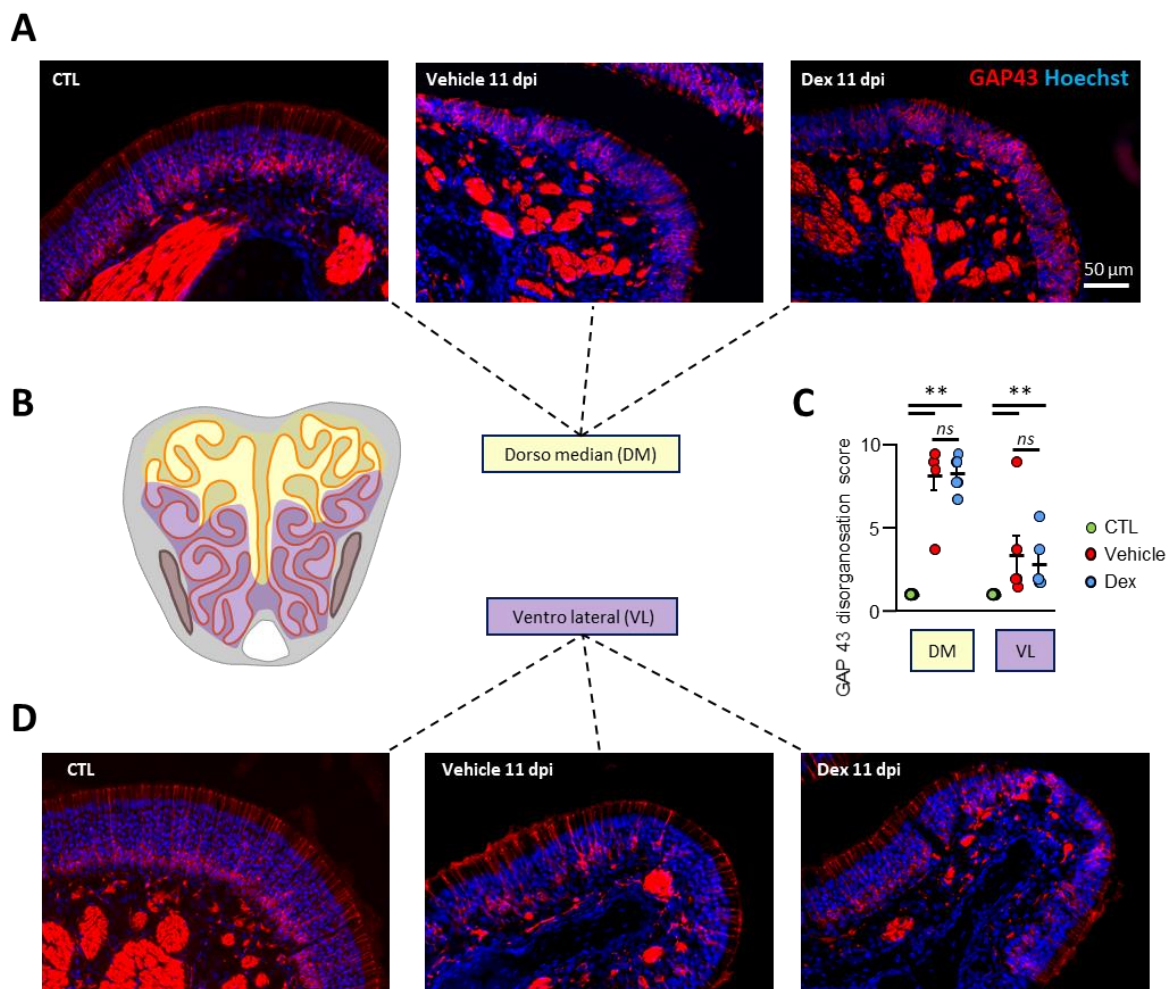 A
CTL
Vehicle 11 dpi
Dex 11 dpi
GAP43 Hoechst
50 µm
B
Dorso median (DM)
Ventro lateral (VL)
C
**
**
ns
ns
GAP 43 disorganosation score
10
5
0
DM
VL
CTL
Vehicle
Dex
D
CTL
Vehicle 11 dpi
Dex 11 dpi